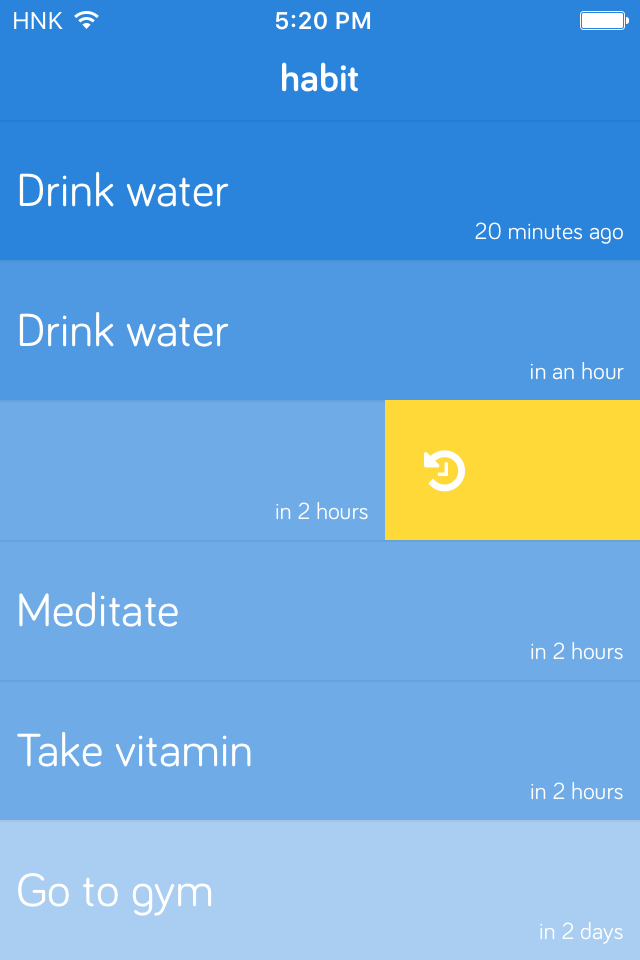 HNK 5:20 PM
habit
Drink water
20 minutes ago
Drink water
in an hour
in 2 hours
Meditate
in 2 hours
Take vitamin
in 2 hours
Go to gym
in 2 days